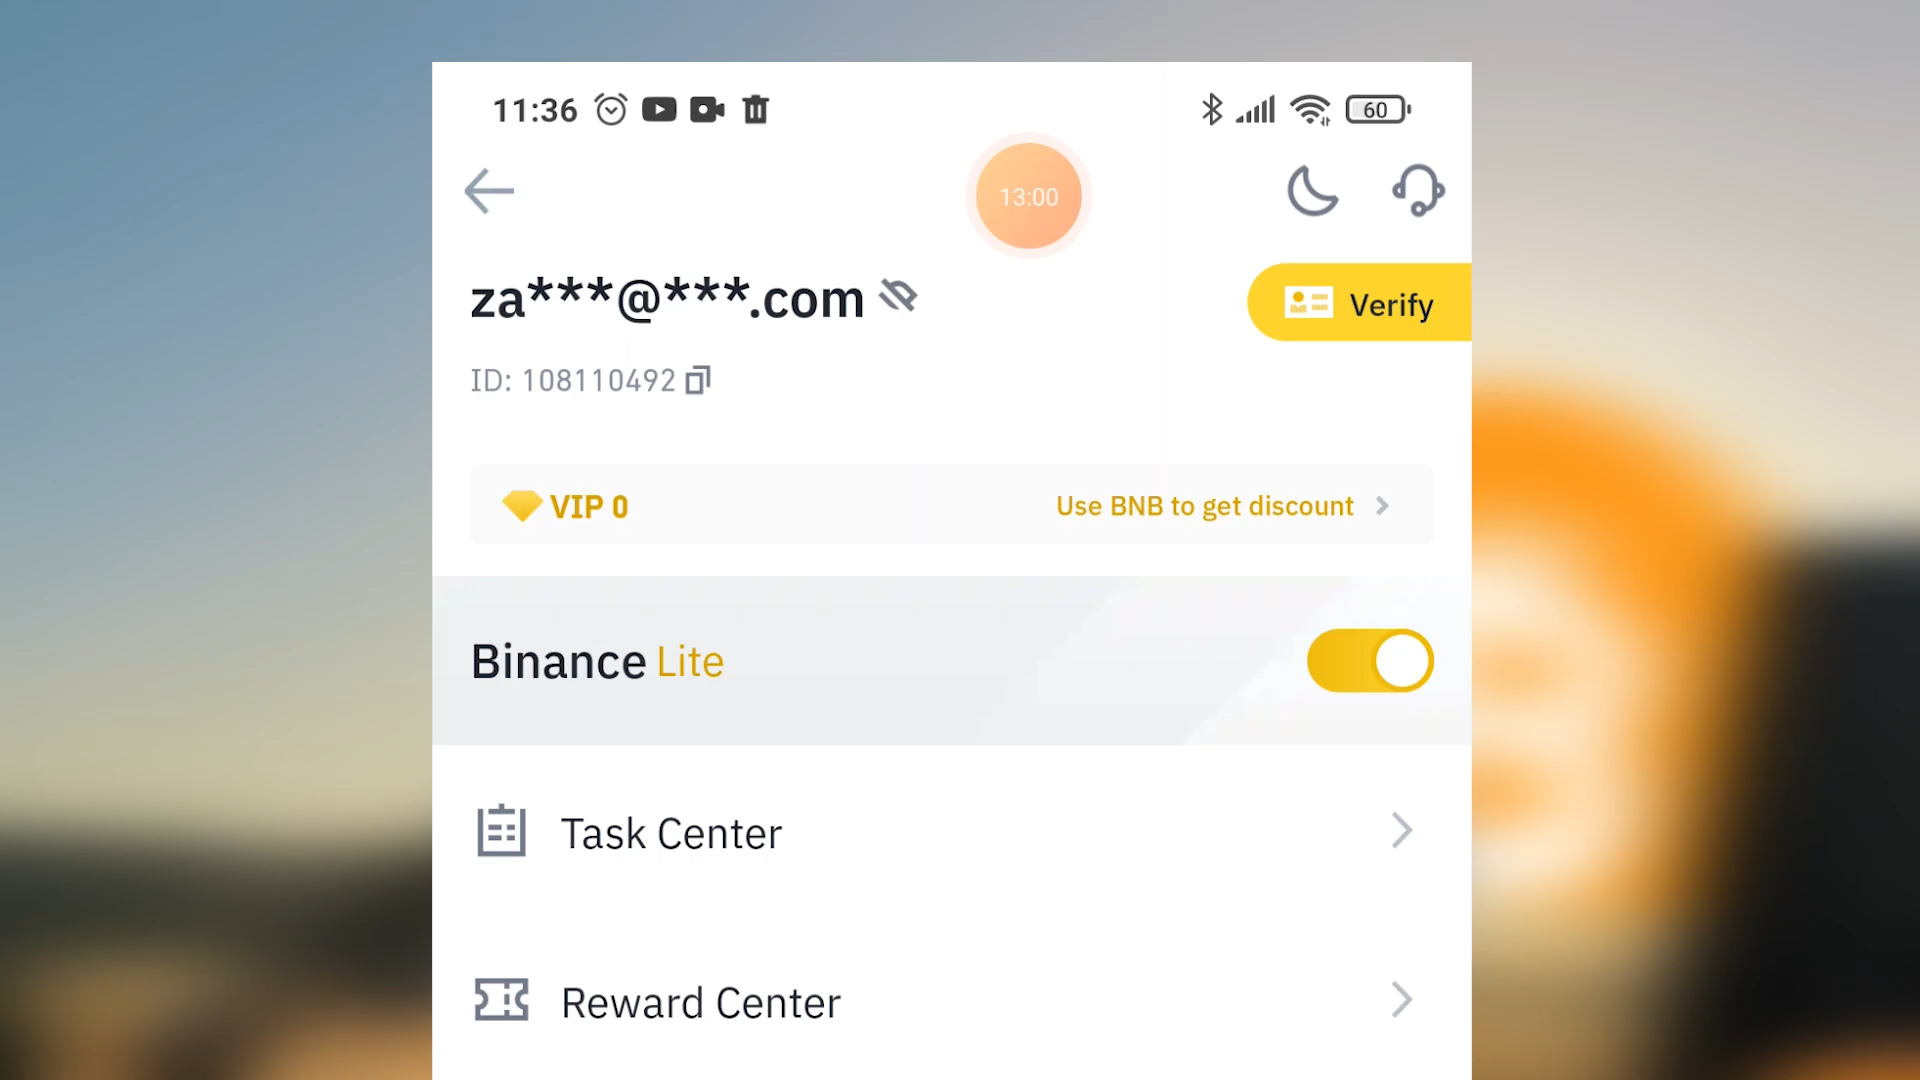 11:36
60
13:00
za***@***.com
Verify
ID: 108110492
VIP 0
Use BNB to get discount
Binance Lite
Task Center
Reward Center